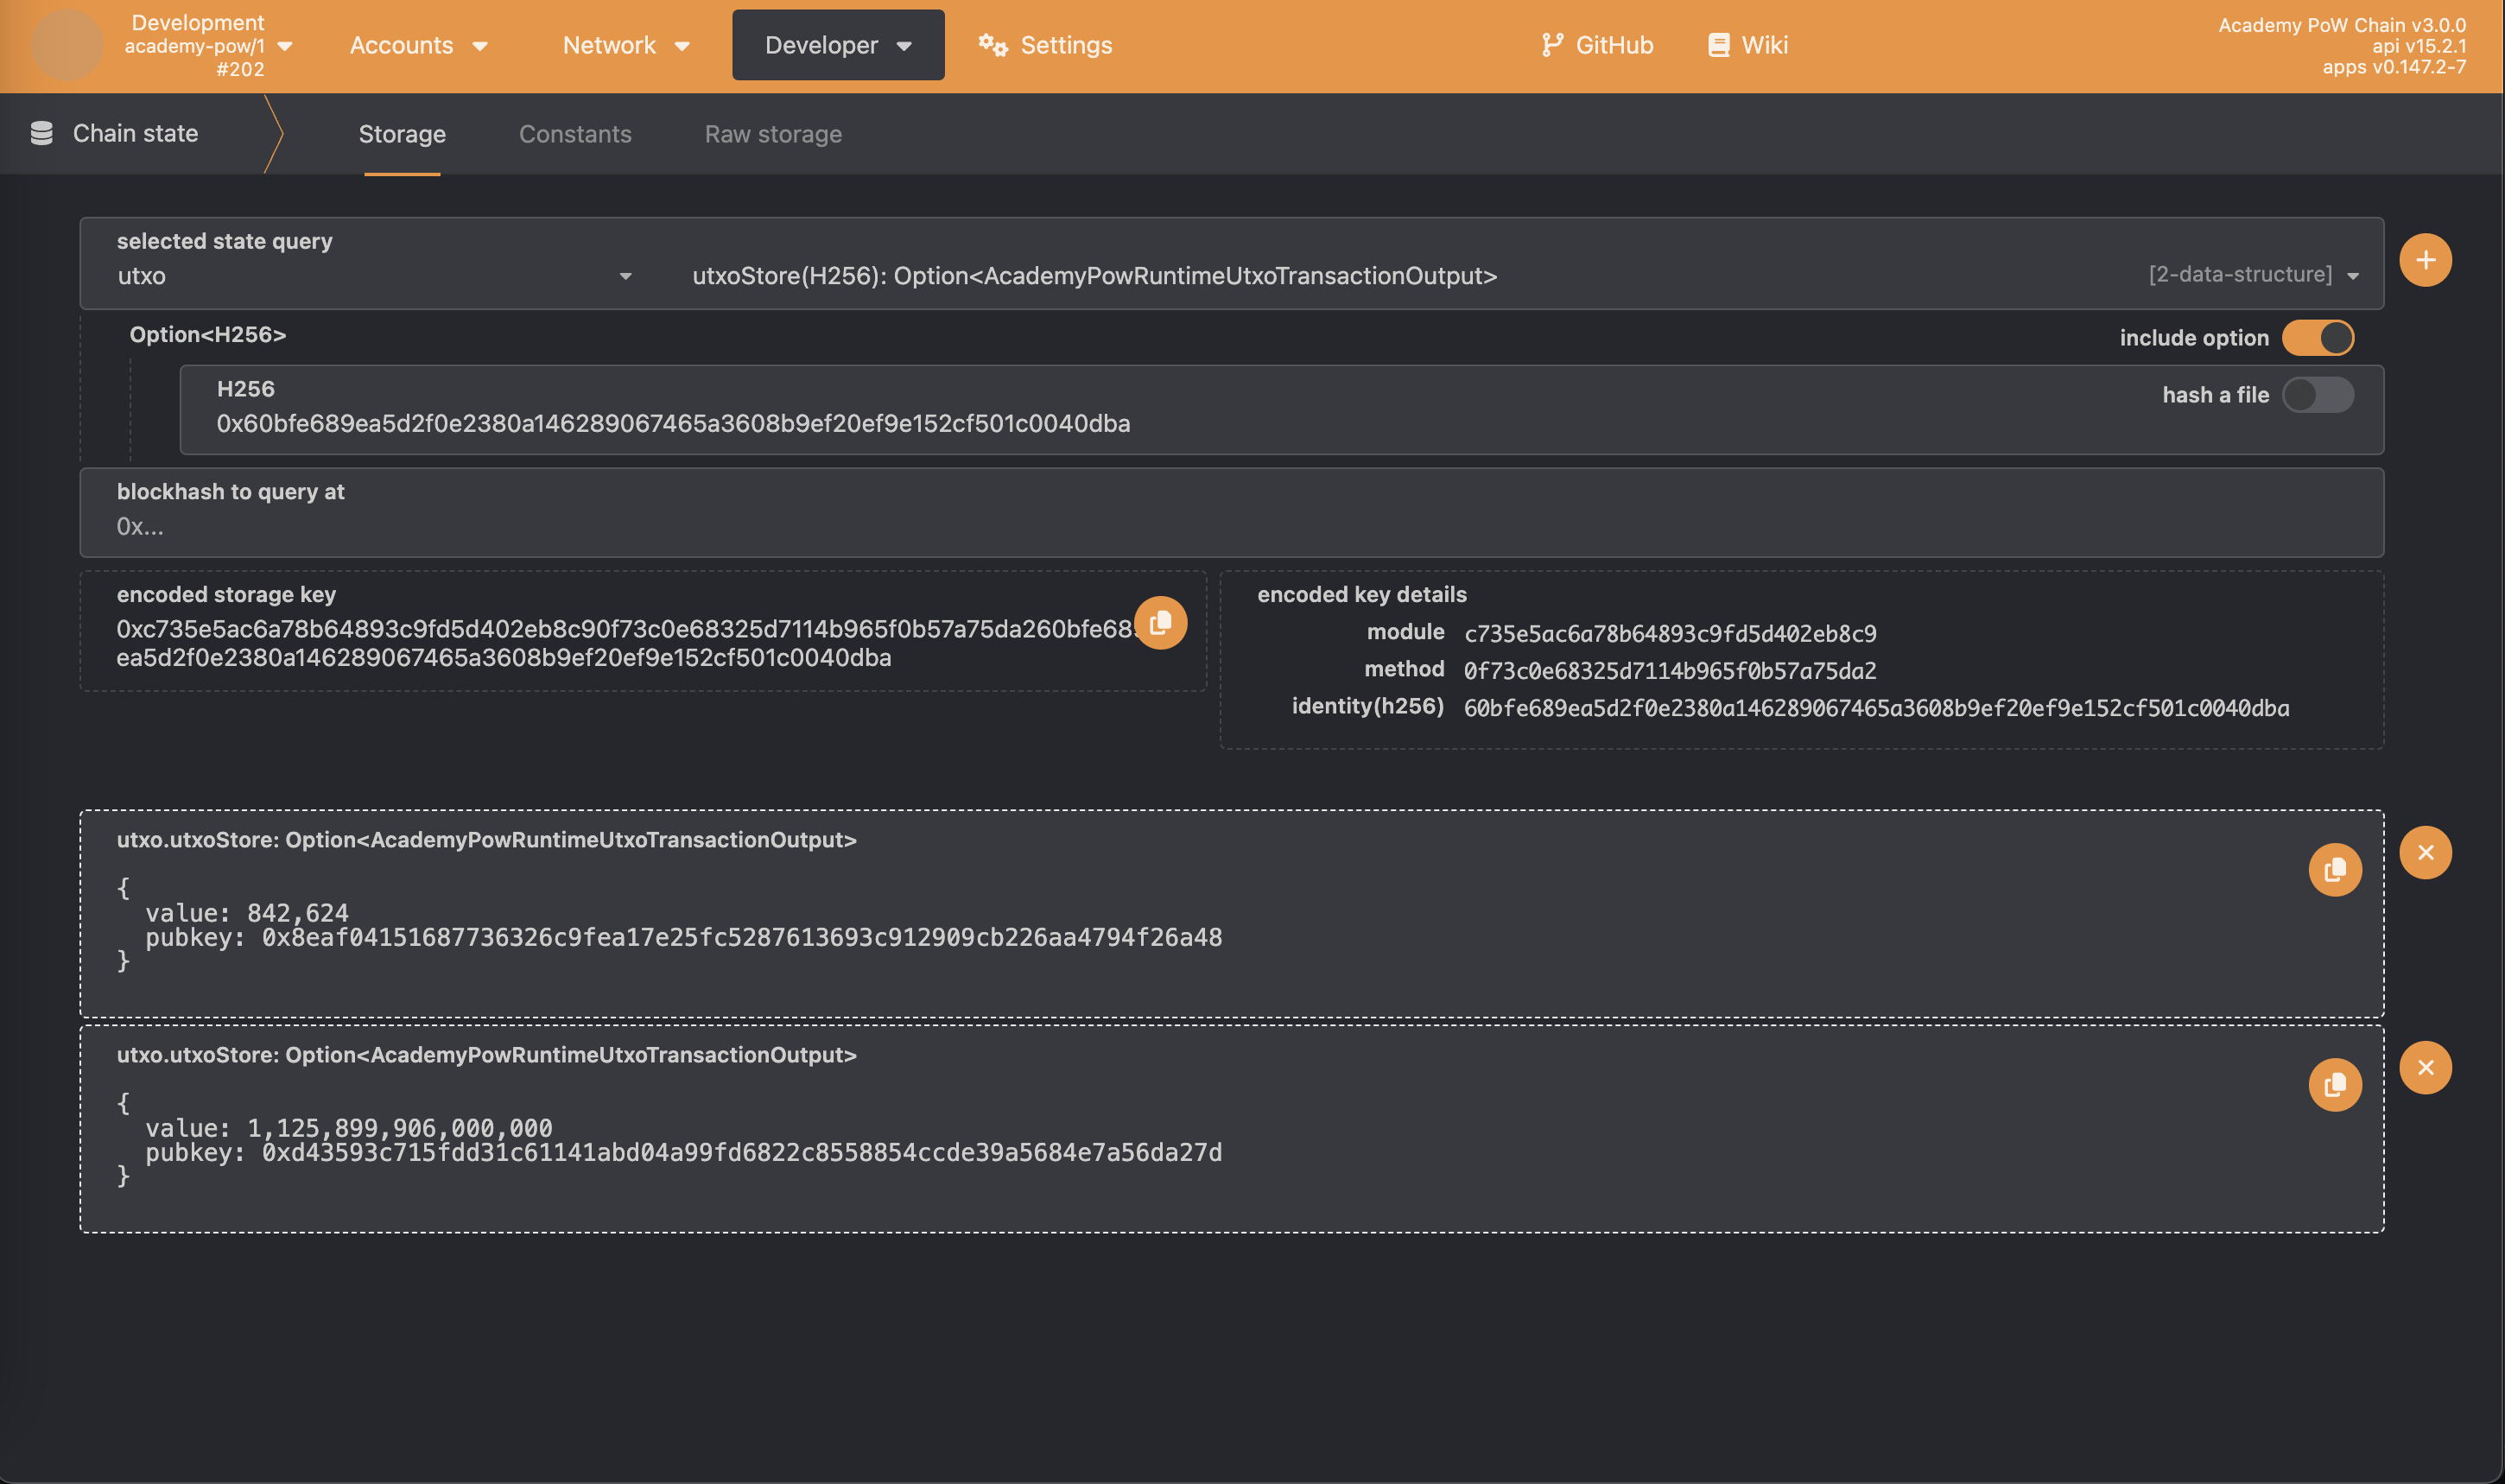 Development
academy-pow/1
#202
Accounts
Network
Developer
Settings
GitHub
Wiki
Academy PoW Chain v3.0.0
api v15.2.1
apps v0.147.2-7
Chain state
Storage
Constants
Raw storage
selected state query
utxo
utxoStore(H256): Option<AcademyPowRuntimeUtxoTransactionOutput>
[2-data-structure]
Option<H256>
include option
H256
hash a file
0x60bfe689ea5d2f0e2380a146289067465a3608b9ef20ef9e152cf501c0040dba
blockhash to query at
0x...
encoded storage key
0xc735e5ac6a78b64893c9fd5d402eb8c90f73c0e68325d7114b965f0b57a75da260bfe68
ea5d2f0e2380a146289067465a3608b9ef20ef9e152cf501c0040dba
encoded key details
module c735e5ac6a78b64893c9fd5d402eb8c9
method 0f73c0e68325d7114b965f0b57a75da2
identity(h256) 60bfe689ea5d2f0e2380a146289067465a3608b9ef20ef9e152cf501c0040dba
utxo.utxoStore: Option<AcademyPowRuntimeUtxoTransactionOutput>
{
value: 842,624
pubkey: 0x8eaf04151687736326c9fea17e25fc5287613693c912909cb226aa4794f26a48
}
utxo.utxoStore: Option<AcademyPowRuntimeUtxoTransactionOutput>
{
value: 1,125,899,906,000,000
pubkey: 0xd43593c715fdd31c61141abd04a99fd6822c8558854ccde39a5684e7a56da27d
}